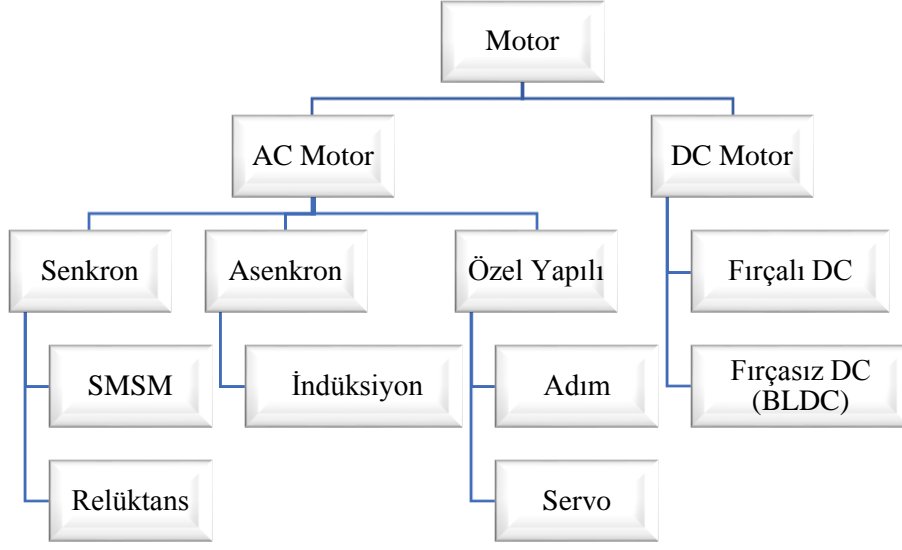 Motor
AC Motor
DC Motor
Senkron
Asenkron
Özel Yapılı
Fırçalı DC
SMSM
İndüksiyon
Adım
Fırçasız DC
(BLDC)
Relüktans
Servo